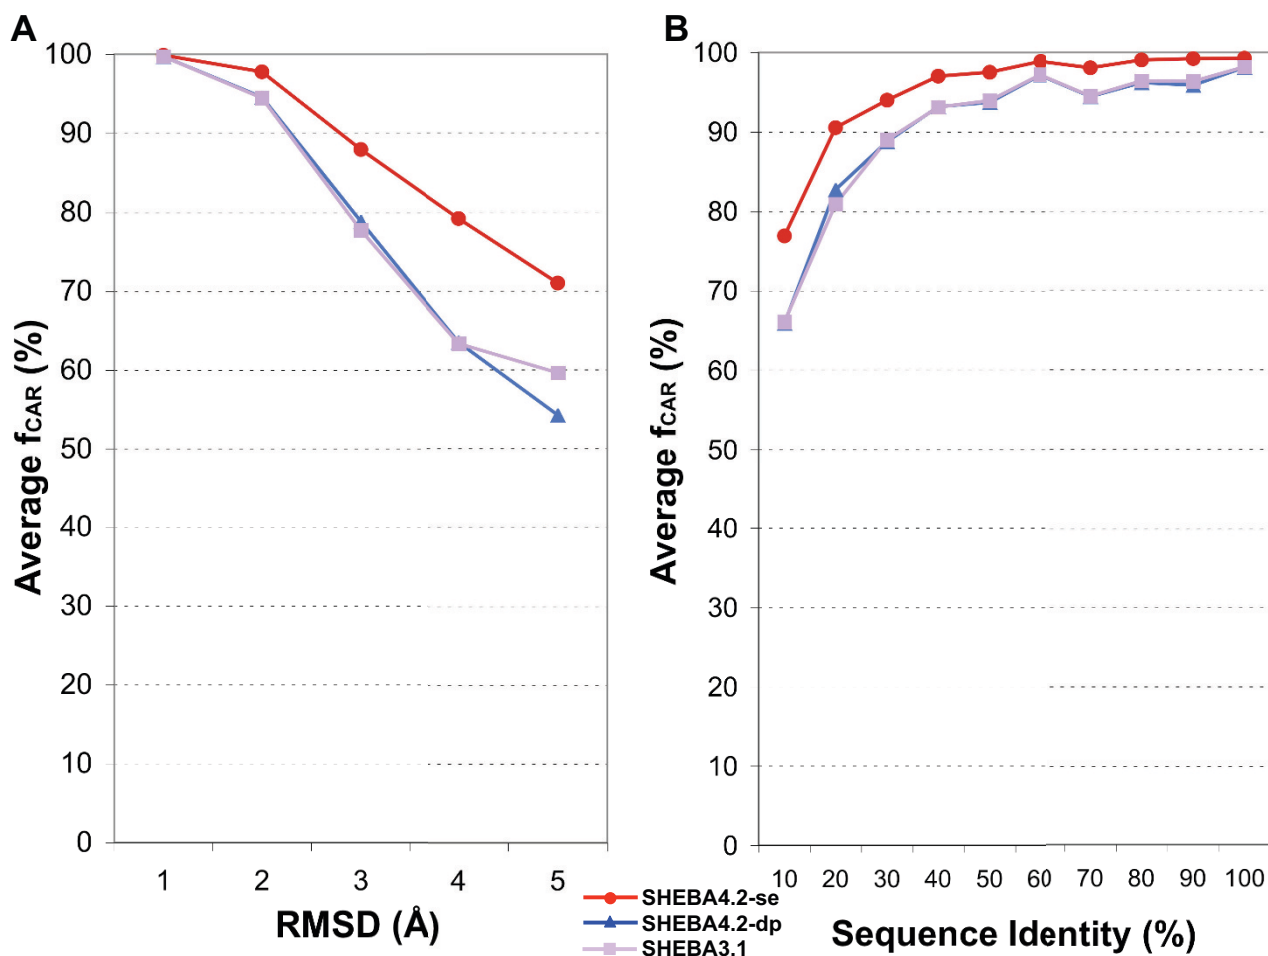 A
100
90
80
70
60
50
40
30
20
10
0
Average fCAR (%)
1 2 3 4 5
RMSD (Å)
B
100
90
80
70
60
50
40
30
20
10
0
Average fCAR (%)
10 20 30 40 50 60 70 80 90 100
Sequence Identity (%)
SHEBA4.2-se
SHEBA4.2-dp
SHEBA3.1